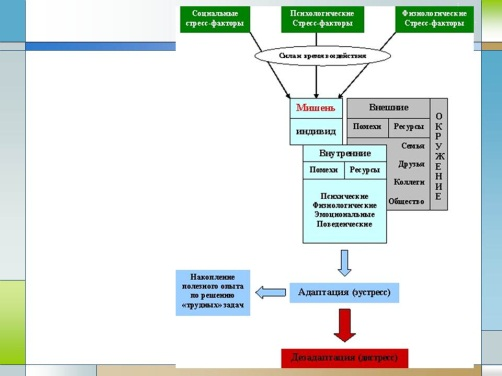 Социальные
стресс-факторы
Психологические
Стресс-факторы
Физиологические
Стресс-факторы
Сила и время воздействия
Мишень
ИНДИВИД
Внешние
Помехи
Ресурсы
Семья
Друзья
Коллеги
Общество
ОКРУЖЕНИЕ
Внутренние
Помехи
Ресурсы
Психические
Физиологические
Эмоциональные
Поведенческие
Накопление
полезного опыта
по решению
«трудных» задач
Адаптация (эустресс)
Дизадаптация (дистресс)